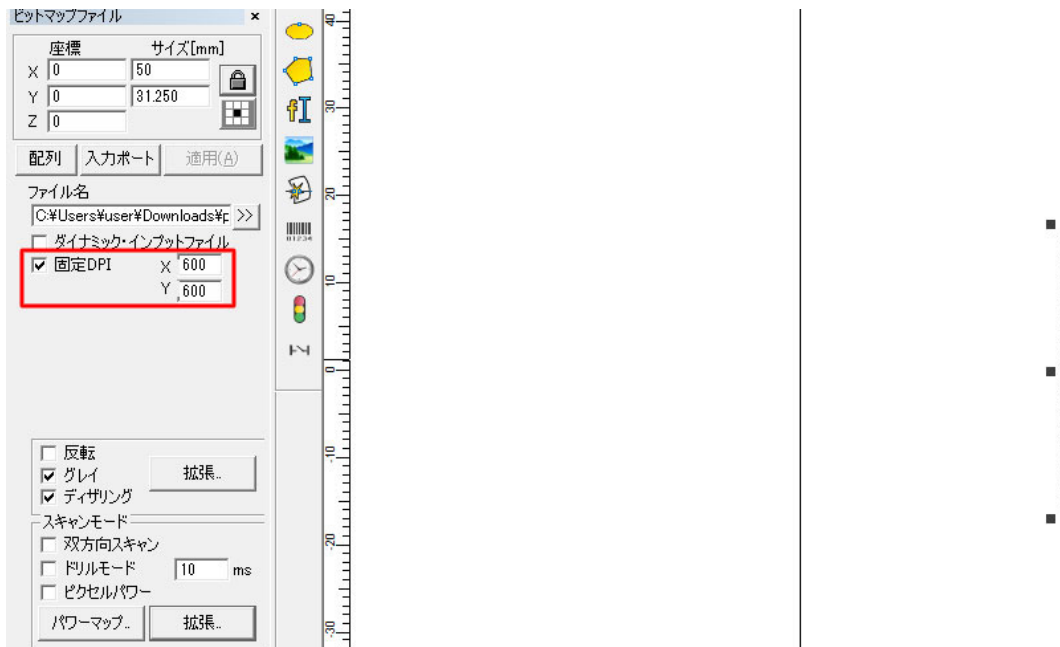 ビットマップファイル ×
座標 サイズ[mm]
X 0 50
Y 0 31.250
Z 0
配列 入力ポート 適用(A)
ファイル名
C:¥Users¥user¥Downloads¥p >>
ダイナミック・インプットファイル
固定DPI X 600
Y 600
反転
グレイ 拡張..
ディザリング
スキャンモード
双方向スキャン
ドリルモード 10 ms
ピクセルパワー
パワーマップ.. 拡張..
40
30
20
10
0
-10
-20
-30
01234